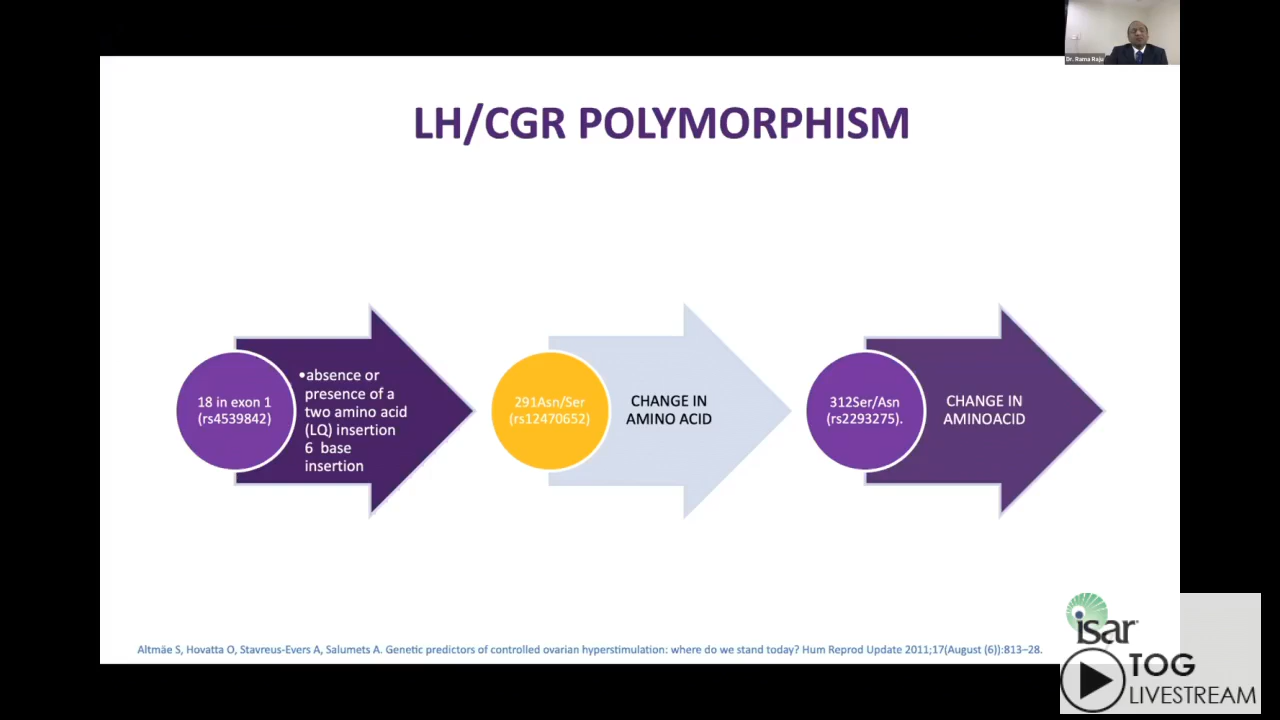 Dr. Rama Raju
LH/CGR POLYMORPHISM
18 in exon 1
(rs4539842)
•absence or
presence of a
two amino acid
(LQ) insertion
6 base
insertion
291Asn/Ser
(rs12470652)
CHANGE IN
AMINO ACID
312Ser/Asn
(rs2293275).
CHANGE IN
AMINOACID
Altmäe S, Hovatta O, Stavreus-Evers A, Salumets A. Genetic predictors of controlled ovarian hyperstimulation: where do we stand today? Hum Reprod Update 2011;17(August (6)):813–28.
isar
TOG
LIVESTREAM